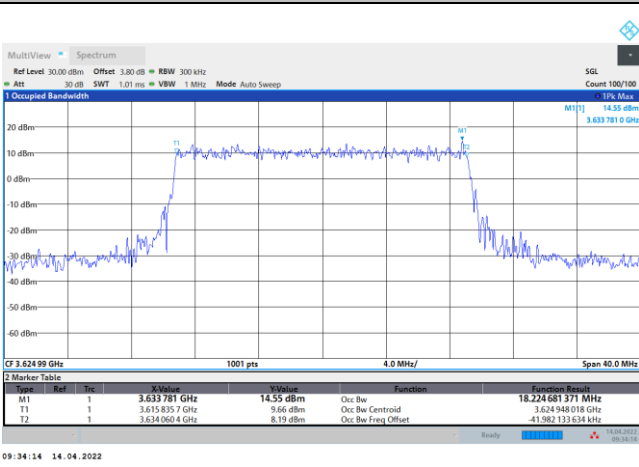 MultiView Spectrum
Ref Level 30.00 dBm Offset 3.80 dB RBW 300 kHz SGL
Att 30 dB SWT 1.01 ms VBW 1 MHz Mode Auto Sweep Count 100/100
1 Occupied Bandwidth 1Pk Max
M1[1] 14.55 dBm
3.633 781 0 GHz
20 dBm
M1
T1
T2
10 dBm
0 dBm
-10 dBm
-20 dBm
-30 dBm
-40 dBm
-50 dBm
-60 dBm
CF 3.624 99 GHz 1001 pts 4.0 MHz/ Span 40.0 MHz
2 Marker Table
Type Ref Trc X-Value Y-Value Function Function Result
M1 1 3.633 781 GHz 14.55 dBm Occ Bw 18.224 681 371 MHz
T1 1 3.615 835 7 GHz 9.66 dBm Occ Bw Centroid 3.624 948 018 GHz
T2 1 3.634 060 4 GHz 8.19 dBm Occ Bw Freq Offset -41.982 133 634 kHz
Ready 14.04.2022
09:34:14
09:34:14 14.04.2022